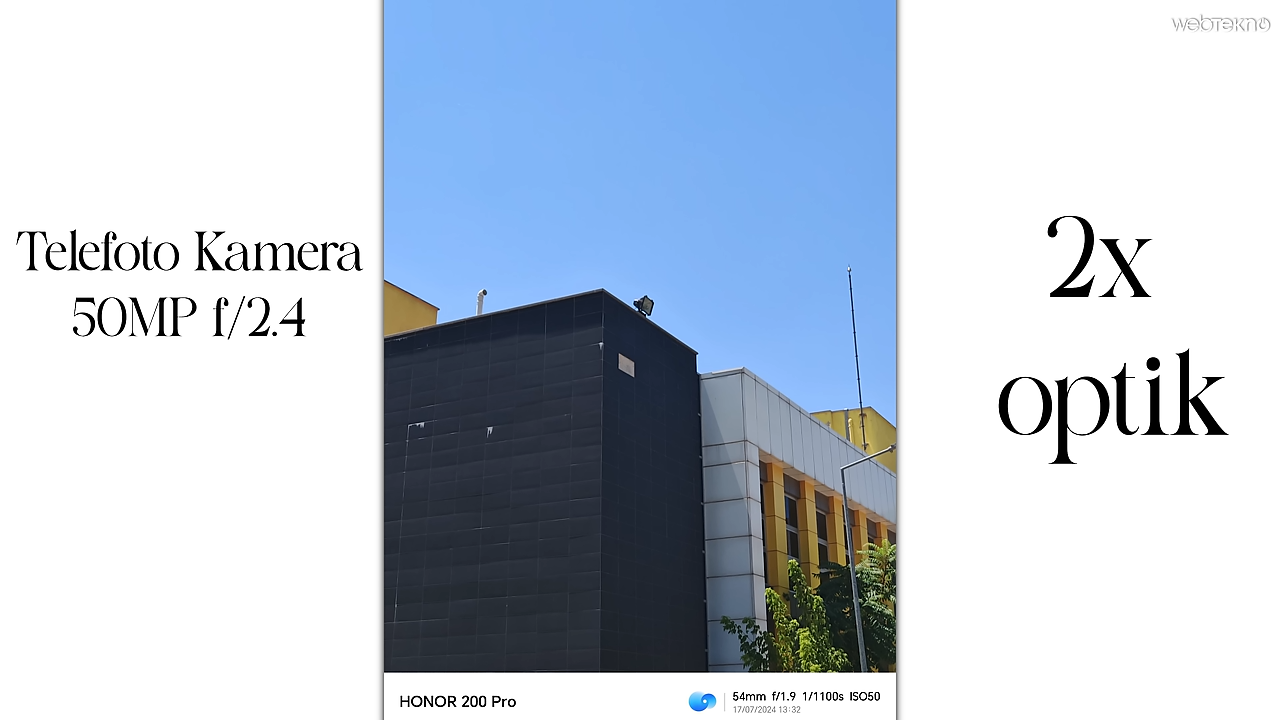 webtekno
Telefoto Kamera
50MP f/2.4
2x
optik
HONOR 200 Pro
54mm f/1.9 1/1100s ISO50
17/07/2024 13:32